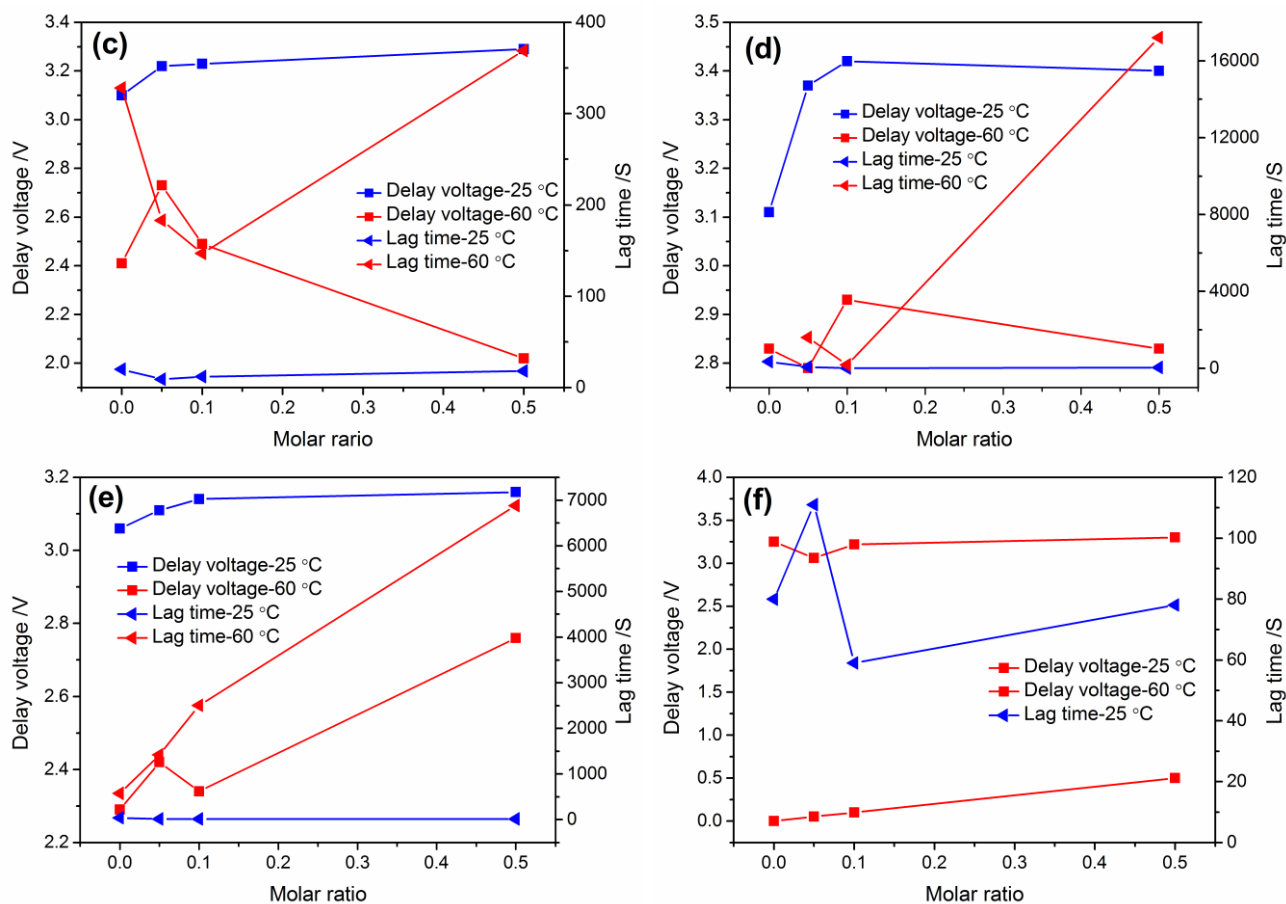 (c)
3.4
3.2
3.0
2.8
2.6
2.4
2.2
2.0
Delay voltage /V
400
300
200
100
0
Lag time /S
Delay voltage-25 °C
Delay voltage-60 °C
Lag time-25 °C
Lag time-60 °C
0.0 0.1 0.2 0.3 0.4 0.5
Molar rario
(d)
3.5
3.4
3.3
3.2
3.1
3.0
2.9
2.8
Delay voltage /V
16000
12000
8000
4000
0
Lag time /S
Delay voltage-25 °C
Delay voltage-60 °C
Lag time-25 °C
Lag time-60 °C
0.0 0.1 0.2 0.3 0.4 0.5
Molar ratio
(e)
3.2
3.0
2.8
2.6
2.4
2.2
Delay voltage /V
7000
6000
5000
4000
3000
2000
1000
0
Lag time /S
Delay voltage-25 °C
Delay voltage-60 °C
Lag time-25 °C
Lag time-60 °C
0.0 0.1 0.2 0.3 0.4 0.5
Molar ratio
(f)
4.0
3.5
3.0
2.5
2.0
1.5
1.0
0.5
0.0
Delay voltage /V
120
100
80
60
40
20
0
Lag time /S
Delay voltage-25 °C
Delay voltage-60 °C
Lag time-25 °C
0.0 0.1 0.2 0.3 0.4 0.5
Molar ratio